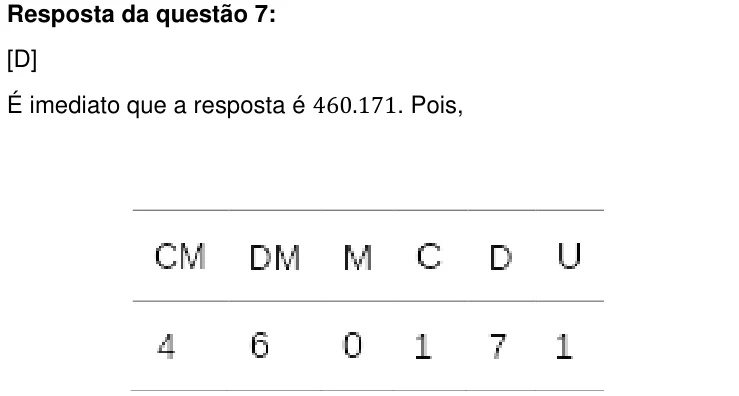 Resposta da questão 7:
[D]
É imediato que a resposta é 460.171. Pois,
CM DM M C D U
4 6 0 1 7 1